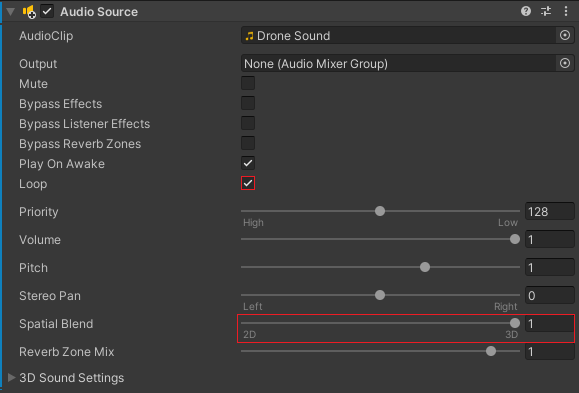 Audio Source
AudioClip Drone Sound
Output None (Audio Mixer Group)
Mute
Bypass Effects
Bypass Listener Effects
Bypass Reverb Zones
Play On Awake
Loop
Priority 128
High Low
Volume 1
Pitch 1
Stereo Pan 0
Left Right
Spatial Blend 1
2D 3D
Reverb Zone Mix 1
3D Sound Settings